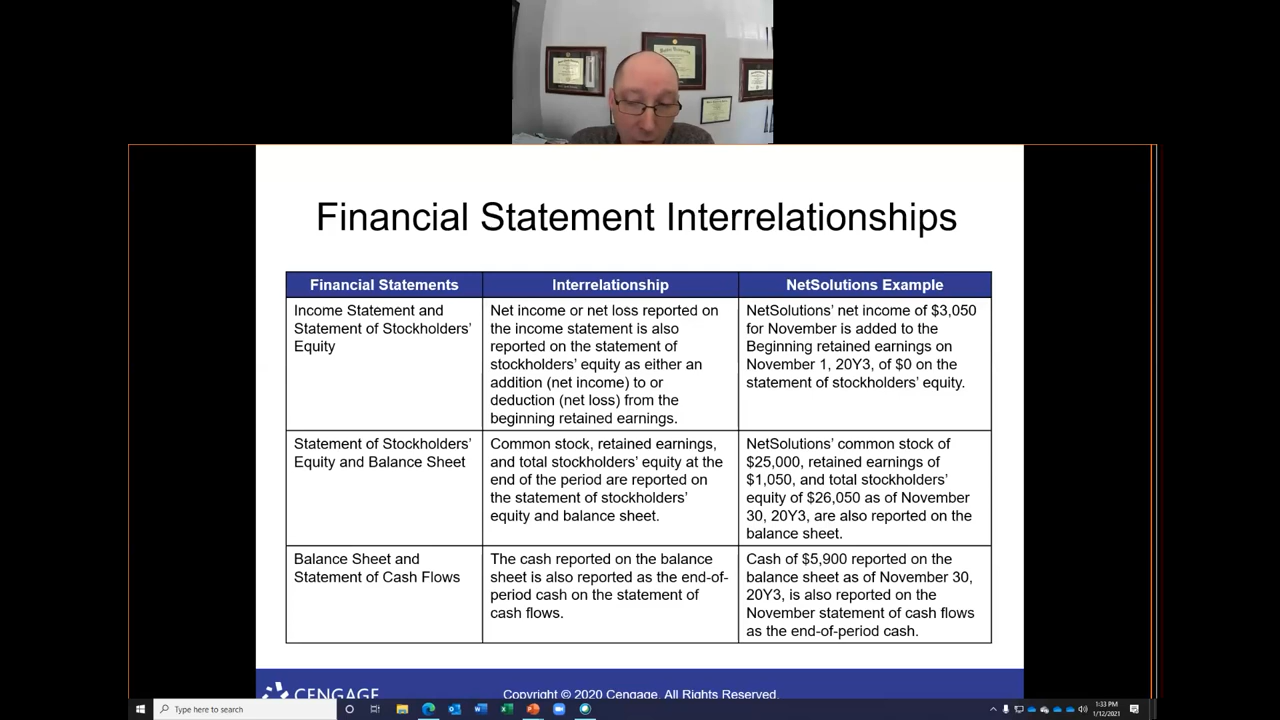 Financial Statement Interrelationships
Financial Statements
Interrelationship
NetSolutions Example
Income Statement and
Statement of Stockholders'
Equity
Net income or net loss reported on
the income statement is also
reported on the statement of
stockholders' equity as either an
addition (net income) to or
deduction (net loss) from the
beginning retained earnings.
NetSolutions' net income of $3,050
for November is added to the
Beginning retained earnings on
November 1, 20Y3, of $0 on the
statement of stockholders' equity.
Statement of Stockholders'
Equity and Balance Sheet
Common stock, retained earnings,
and total stockholders' equity at the
end of the period are reported on
the statement of stockholders'
equity and balance sheet.
NetSolutions' common stock of
$25,000, retained earnings of
$1,050, and total stockholders'
equity of $26,050 as of November
30, 20Y3, are also reported on the
balance sheet.
Balance Sheet and
Statement of Cash Flows
The cash reported on the balance
sheet is also reported as the end-of-
period cash on the statement of
cash flows.
Cash of $5,900 reported on the
balance sheet as of November 30,
20Y3, is also reported on the
November statement of cash flows
as the end-of-period cash.
CENGAGE
Copyright © 2020 Cengage. All Rights Reserved.
Type here to search
1:33 PM
1/12/2021